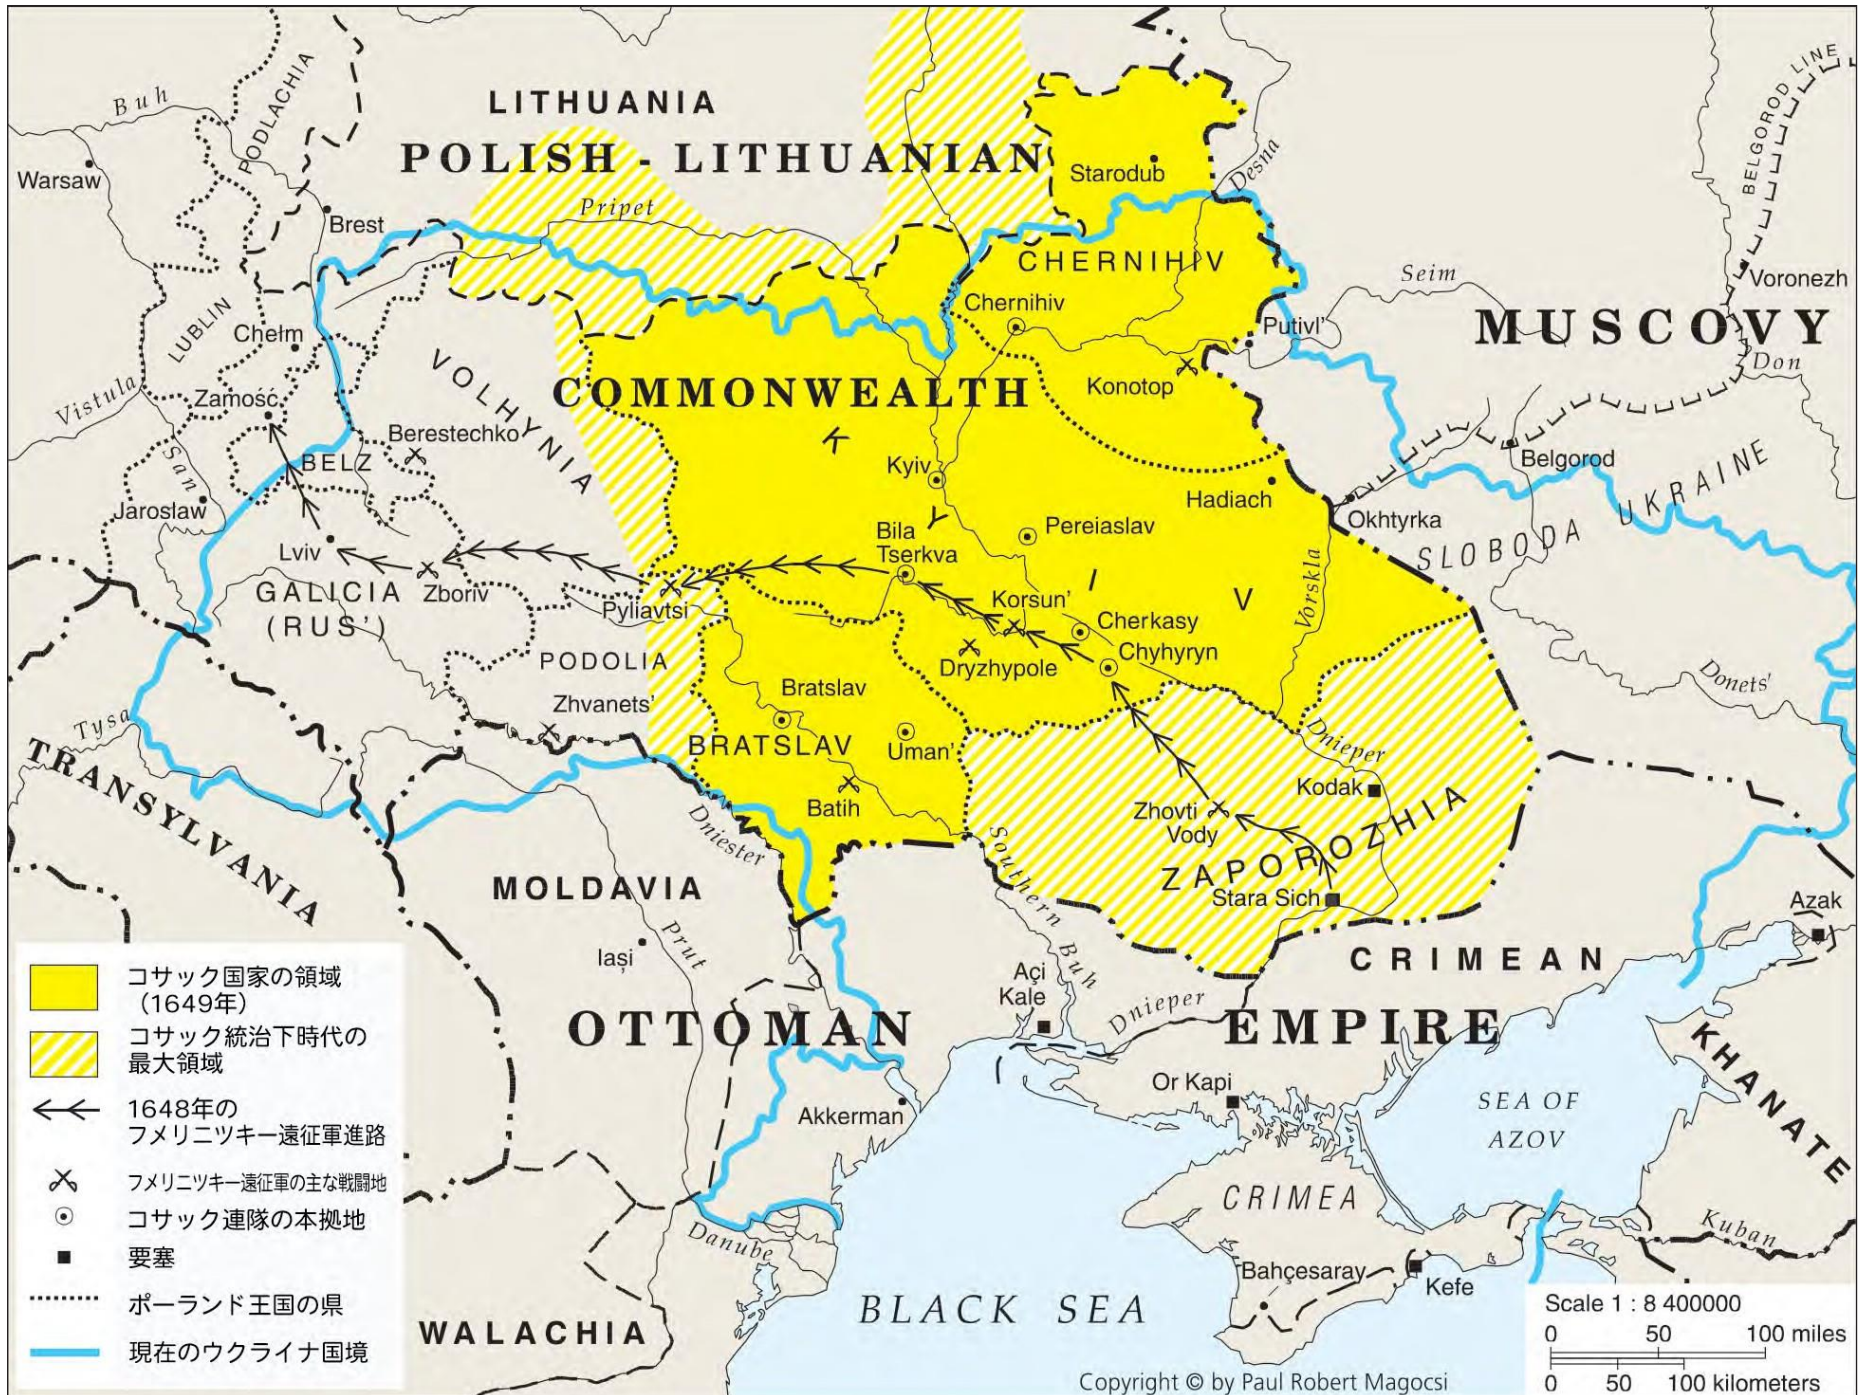 LITHUANIA
POLISH - LITHUANIAN
COMMONWEALTH
MUSCOVY
BELGOROD LINE
Buh
PODLACHIA
Warsaw
Brest
Pripet
Starodub
Desna
CHERNIHIV
Chernihiv
Seim
Voronezh
Putivl'
Don
LUBLIN
Chełm
VOLHYNIA
Konotop
Vistula
Zamość
San
Berestechko
BELZ
KYIV
Kyiv
Hadiach
Belgorod
Jaroslaw
Okhtyrka
SLOBODA UKRAINE
Pereiaslav
Bila
Tserkva
Lviv
Zboriv
GALICIA
(RUS')
Pyliavtsi
Korsun'
Cherkasy
Vorskla
Chyhyryn
Dryzhypole
PODOLIA
Zhvanets'
Bratslav
BRATSLAV
Uman'
Batih
Donets'
Dnieper
Kodak
Zhovti
Vody
ZAPOROZHIA
Stara Sich
Tysa
TRANSYLVANIA
Dniester
MOLDAVIA
Iași
Prut
Southern Buh
Azak
CRIMEAN
KHANATE
Açi
Kale
Dnieper
OTTOMAN
EMPIRE
Or Kapi
Akkerman
SEA OF
AZOV
CRIMEA
Kuban
Danube
Bahçesaray
Kefe
WALACHIA
BLACK SEA
コサック国家の領域
(1649年)
コサック統治下時代の
最大領域
1648年の
フメリニツキー遠征軍進路
フメリニツキー遠征軍の主な戦闘地
コサック連隊の本拠地
要塞
ポーランド王国の県
現在のウクライナ国境
Scale 1 : 8 400000
0 50 100 miles
0 50 100 kilometers
Copyright © by Paul Robert Magocsi